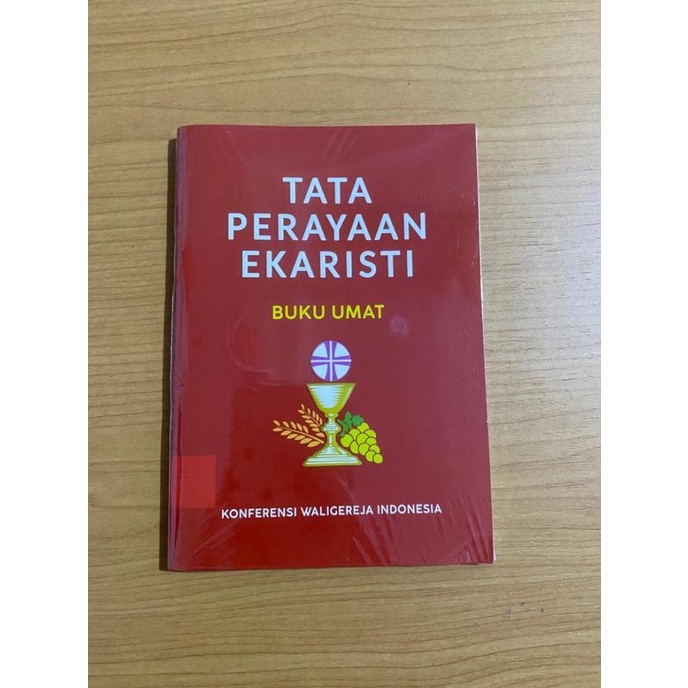 TATA
PERAYAAN
EKARISTI
BUKU UMAT
KONFERENSI WALIGEREJA INDONESIA